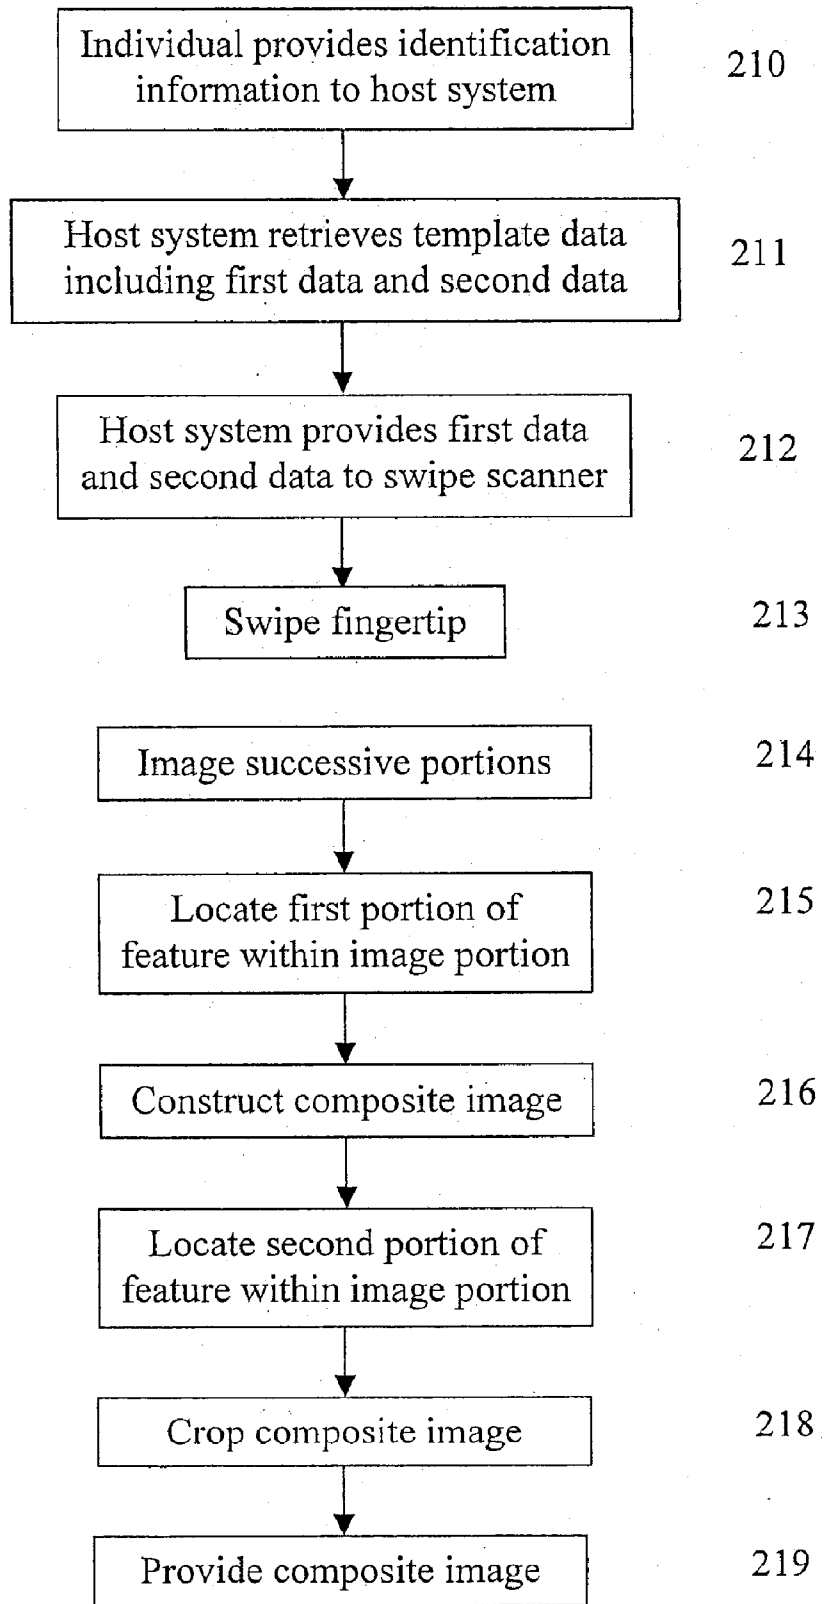 Individual provides identification
information to host system
210
Host system retrieves template data
including first data and second data
211
Host system provides first data
and second data to swipe scanner
212
Swipe fingertip
213
Image successive portions
214
Locate first portion of
feature within image portion
215
Construct composite image
216
Locate second portion of
feature within image portion
217
Crop composite image
218
Provide composite image
219